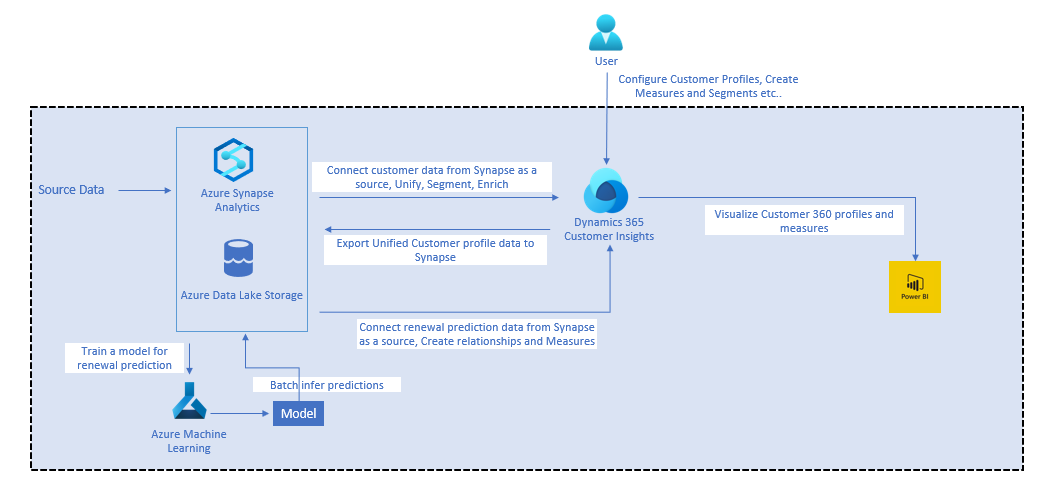 User
Configure Customer Profiles, Create
Measures and Segments etc..
Source Data
Azure Synapse
Analytics
Connect customer data from Synapse as a
source, Unify, Segment, Enrich
Dynamics 365
Customer Insights
Visualize Customer 360 profiles and
measures
Export Unified Customer profile data to
Synapse
Azure Data Lake Storage
Power BI
Connect renewal prediction data from Synapse
as a source, Create relationships and Measures
Train a model for
renewal prediction
Batch infer predictions
Model
Azure Machine
Learning